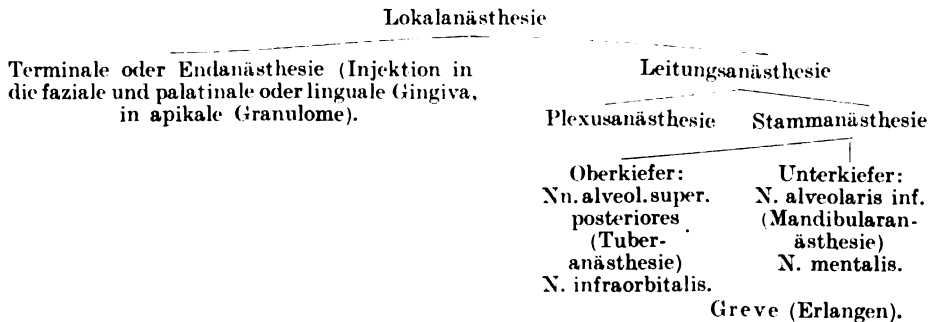 Lokalanästhesie
Terminale oder Endanästhesie (Injektion in
die faziale und palatinale oder linguale Gingiva,
in apikale Granulome).
Leitungsanästhesie
Plexusanästhesie Stammanästhesie
Oberkiefer:
Nn. alveol. super.
posteriores
(Tuber-
anästhesie)
N. infraorbitalis.
Unterkiefer:
N. alveolaris inf.
(Mandibularan-
ästhesie)
N. mentalis.
Greve (Erlangen).